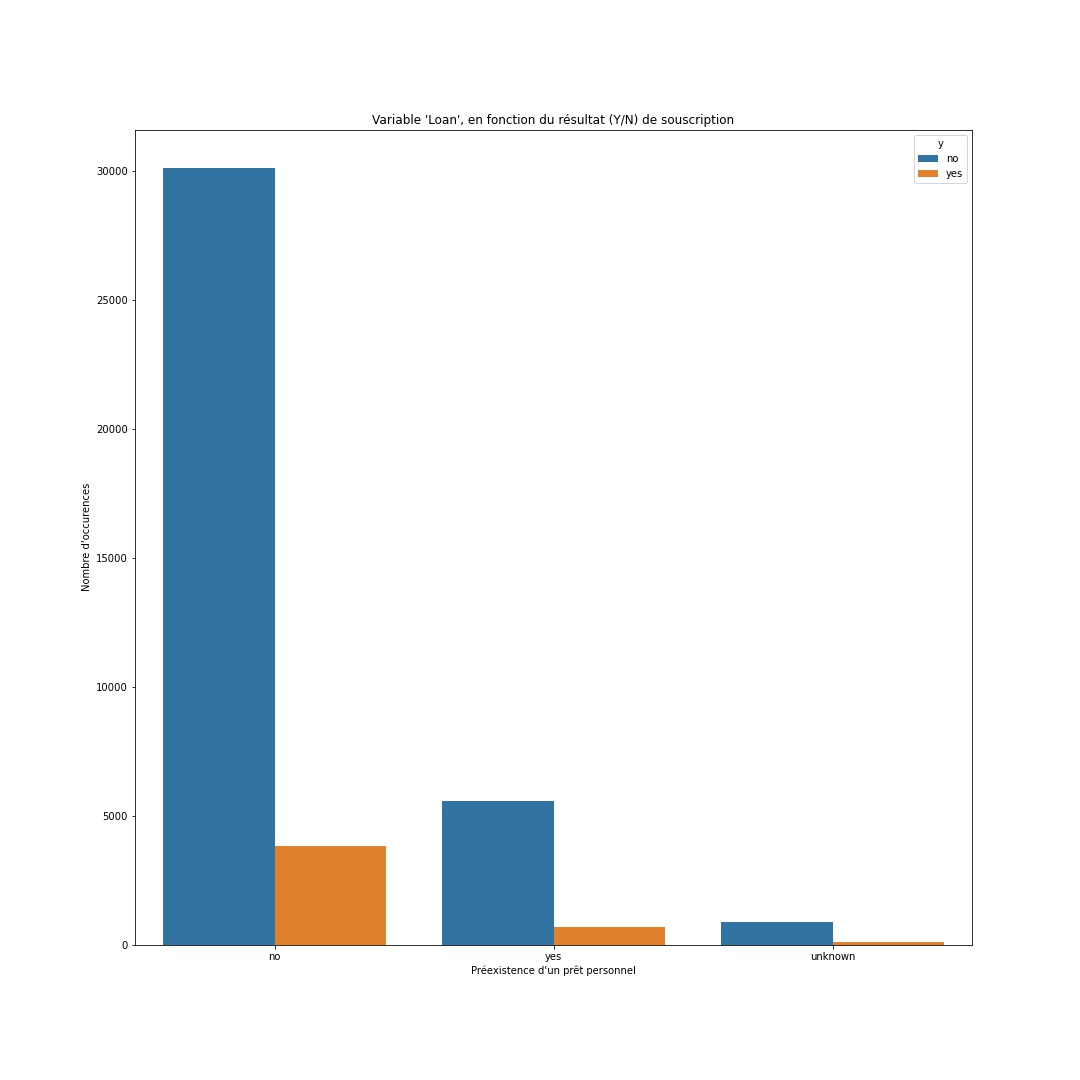 Variable 'Loan', en fonction du résultat (Y/N) de souscription
y
no
yes
30000
25000
20000
15000
10000
5000
0
Nombre d'occurences
no yes unknown
Préexistence d'un prêt personnel